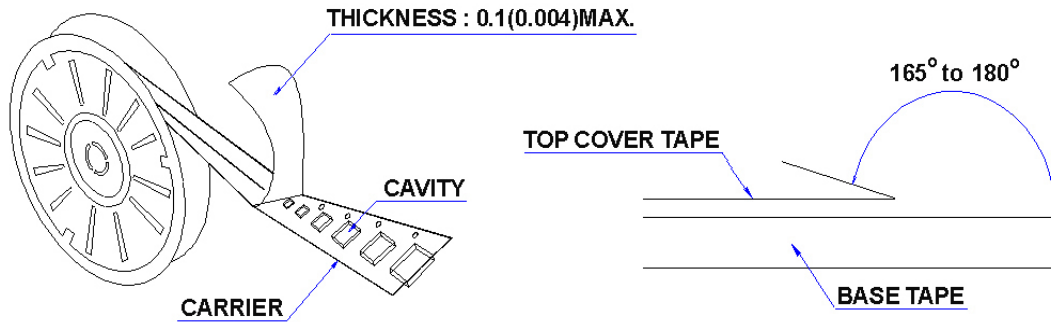 THICKNESS : 0.1(0.004)MAX.
165° to 180°
TOP COVER TAPE
CAVITY
CARRIER
BASE TAPE